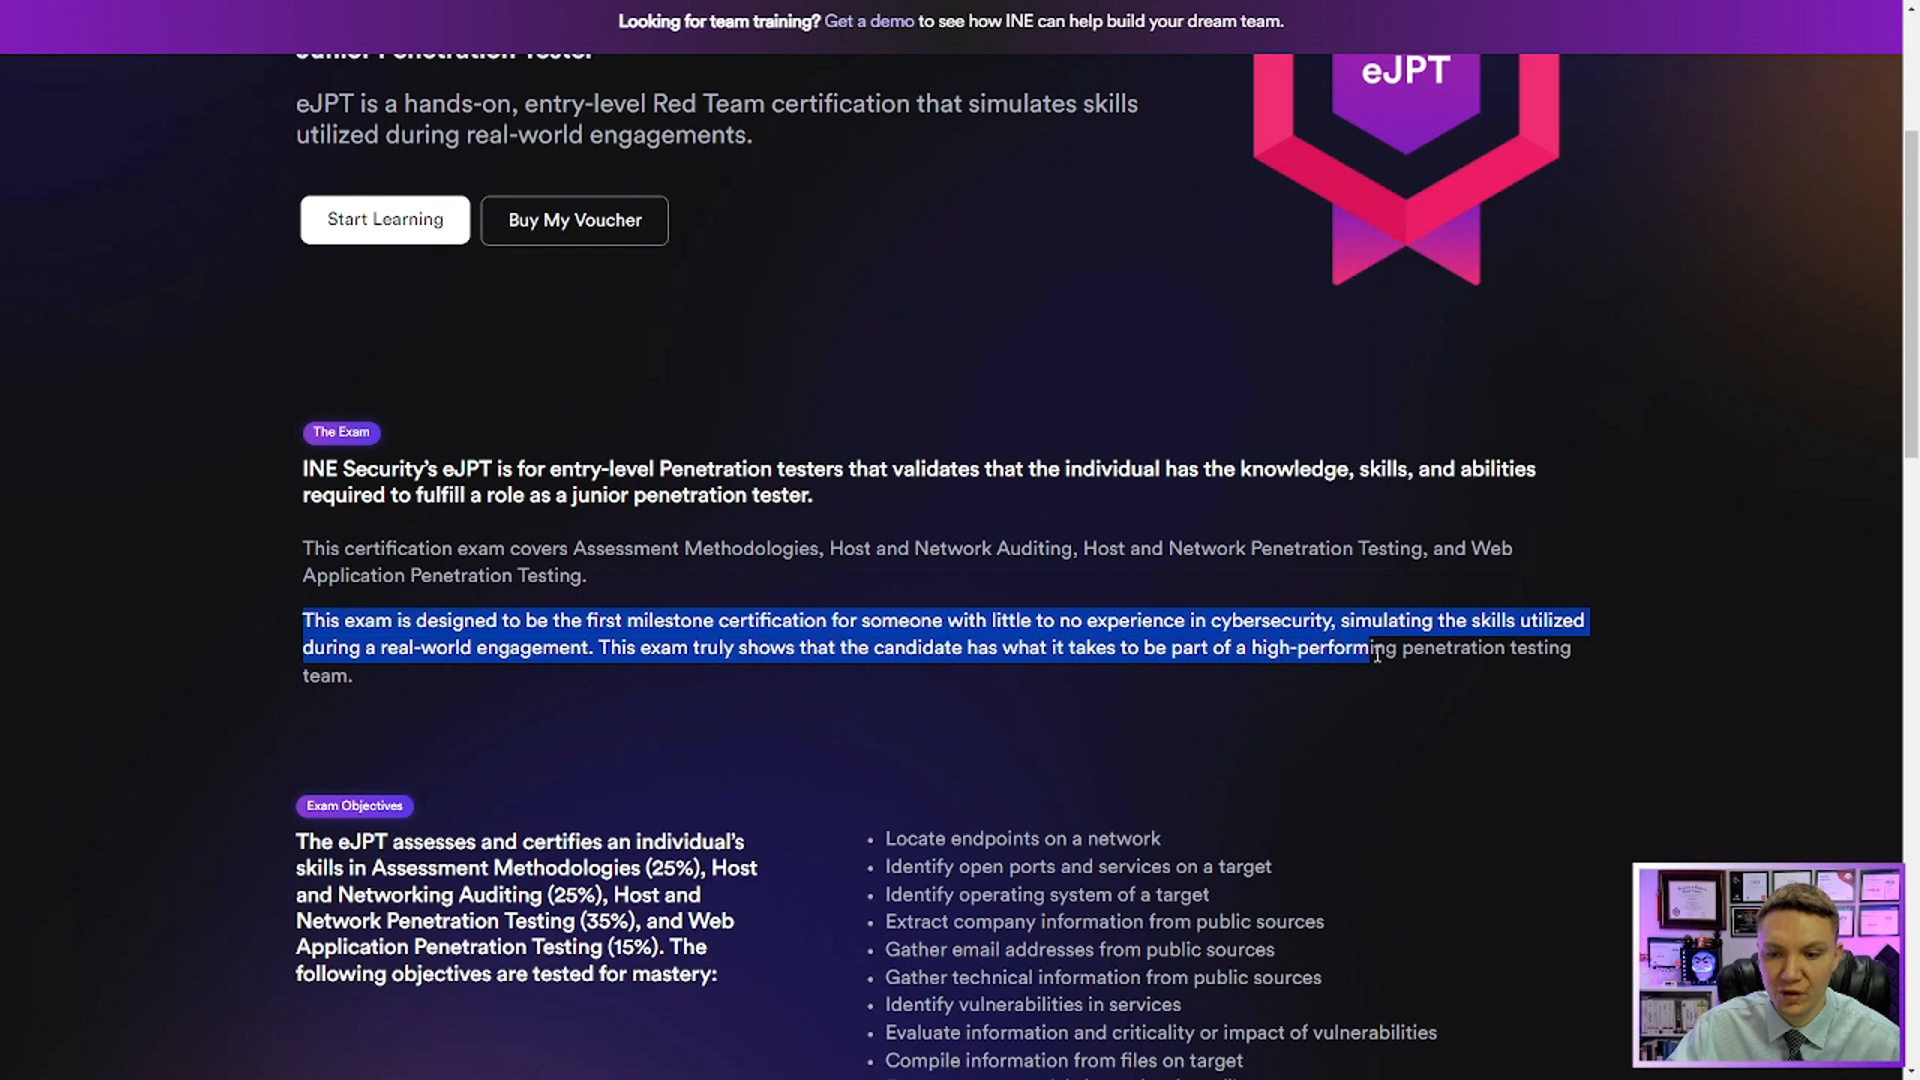 Looking for team training? Get a demo to see how INE can help build your dream team.
Junior Penetration Tester
eJPT is a hands-on, entry-level Red Team certification that simulates skills
utilized during real-world engagements.
eJPT
Start Learning
Buy My Voucher
The Exam
INE Security's eJPT is for entry-level Penetration testers that validates that the individual has the knowledge, skills, and abilities
required to fulfill a role as a junior penetration tester.
This certification exam covers Assessment Methodologies, Host and Network Auditing, Host and Network Penetration Testing, and Web
Application Penetration Testing.
This exam is designed to be the first milestone certification for someone with little to no experience in cybersecurity, simulating the skills utilized
during a real-world engagement. This exam truly shows that the candidate has what it takes to be part of a high-performing penetration testing
team.
Exam Objectives
The eJPT assesses and certifies an individual's
skills in Assessment Methodologies (25%), Host
and Networking Auditing (25%), Host and
Network Penetration Testing (35%), and Web
Application Penetration Testing (15%). The
following objectives are tested for mastery:
• Locate endpoints on a network
• Identify open ports and services on a target
• Identify operating system of a target
• Extract company information from public sources
• Gather email addresses from public sources
• Gather technical information from public sources
• Identify vulnerabilities in services
• Evaluate information and criticality or impact of vulnerabilities
• Compile information from files on target